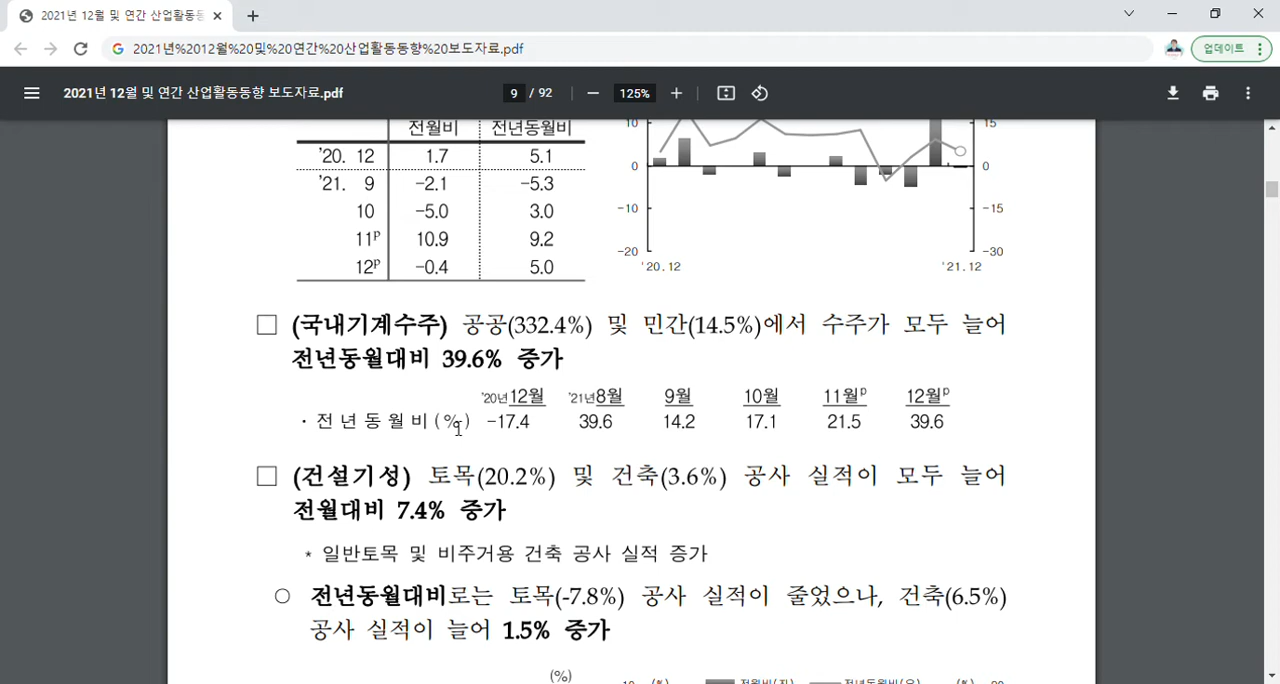 2021년 12월 및 연간 산업활동동
2021년%2012월%20및%20연간%20산업활동동향%20보도자료.pdf
업데이트
2021년 12월 및 연간 산업활동동향 보도자료.pdf
9 / 92
125%
전월비 전년동월비
'20. 12 1.7 5.1
'21. 9 -2.1 -5.3
10 -5.0 3.0
11ᵖ 10.9 9.2
12ᵖ -0.4 5.0
10 15
0 0
-10 -15
-20 -30
'20.12 '21.12
□ (국내기계수주) 공공(332.4%) 및 민간(14.5%)에서 수주가 모두 늘어
전년동월대비 39.6% 증가
'20년12월 '21년8월 9월 10월 11월ᵖ 12월ᵖ
· 전년동월비(%) -17.4 39.6 14.2 17.1 21.5 39.6
□ (건설기성) 토목(20.2%) 및 건축(3.6%) 공사 실적이 모두 늘어
전월대비 7.4% 증가
* 일반토목 및 비주거용 건축 공사 실적 증가
○ 전년동월대비로는 토목(-7.8%) 공사 실적이 줄었으나, 건축(6.5%)
공사 실적이 늘어 1.5% 증가
(%)
10 (%) 전월비(좌) 전년동월비(우) (%) 20